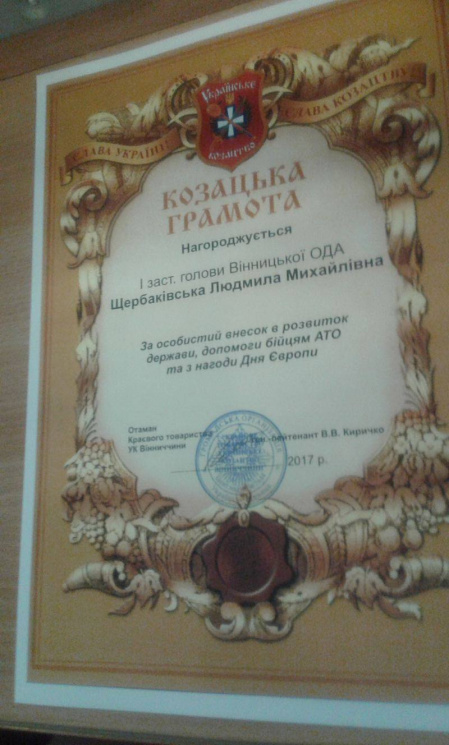 Українське
козацтво
СЛАВА УКРАЇНІ!
СЛАВА КОЗАЦТВУ!
КОЗАЦЬКА
ГРАМОТА
Нагороджується
І заст. голови Вінницької ОДА
Щербаківська Людмила Михайлівна
За особистий внесок в розвиток
держави, допомоги бійцям АТО
та з нагоди Дня Європи
Отаман
Краєвого товариства
УК Вінниччини
В.В. Киричко
2017 р.